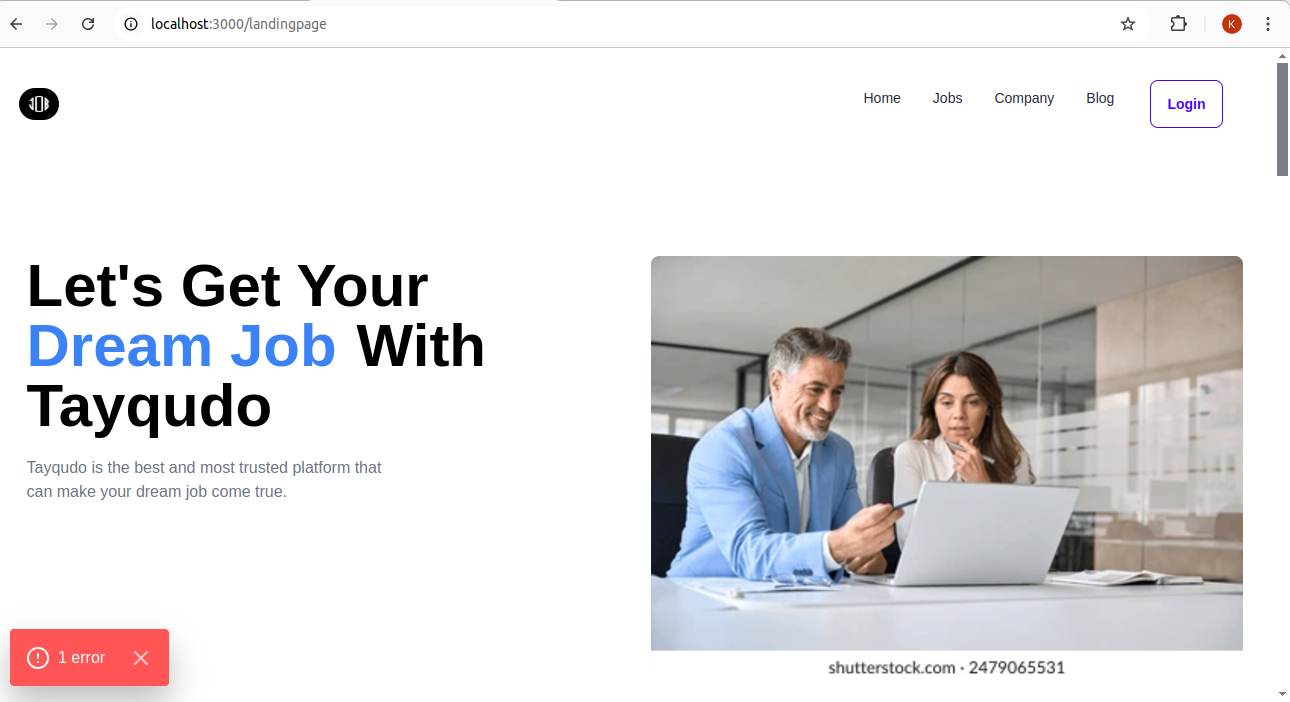 localhost:3000/landingpage
K
JOB
Home Jobs Company Blog Login
Let's Get Your
Dream Job With
Tayqudo
Tayqudo is the best and most trusted platform that
can make your dream job come true.
1 error
shutterstock.com · 2479065531